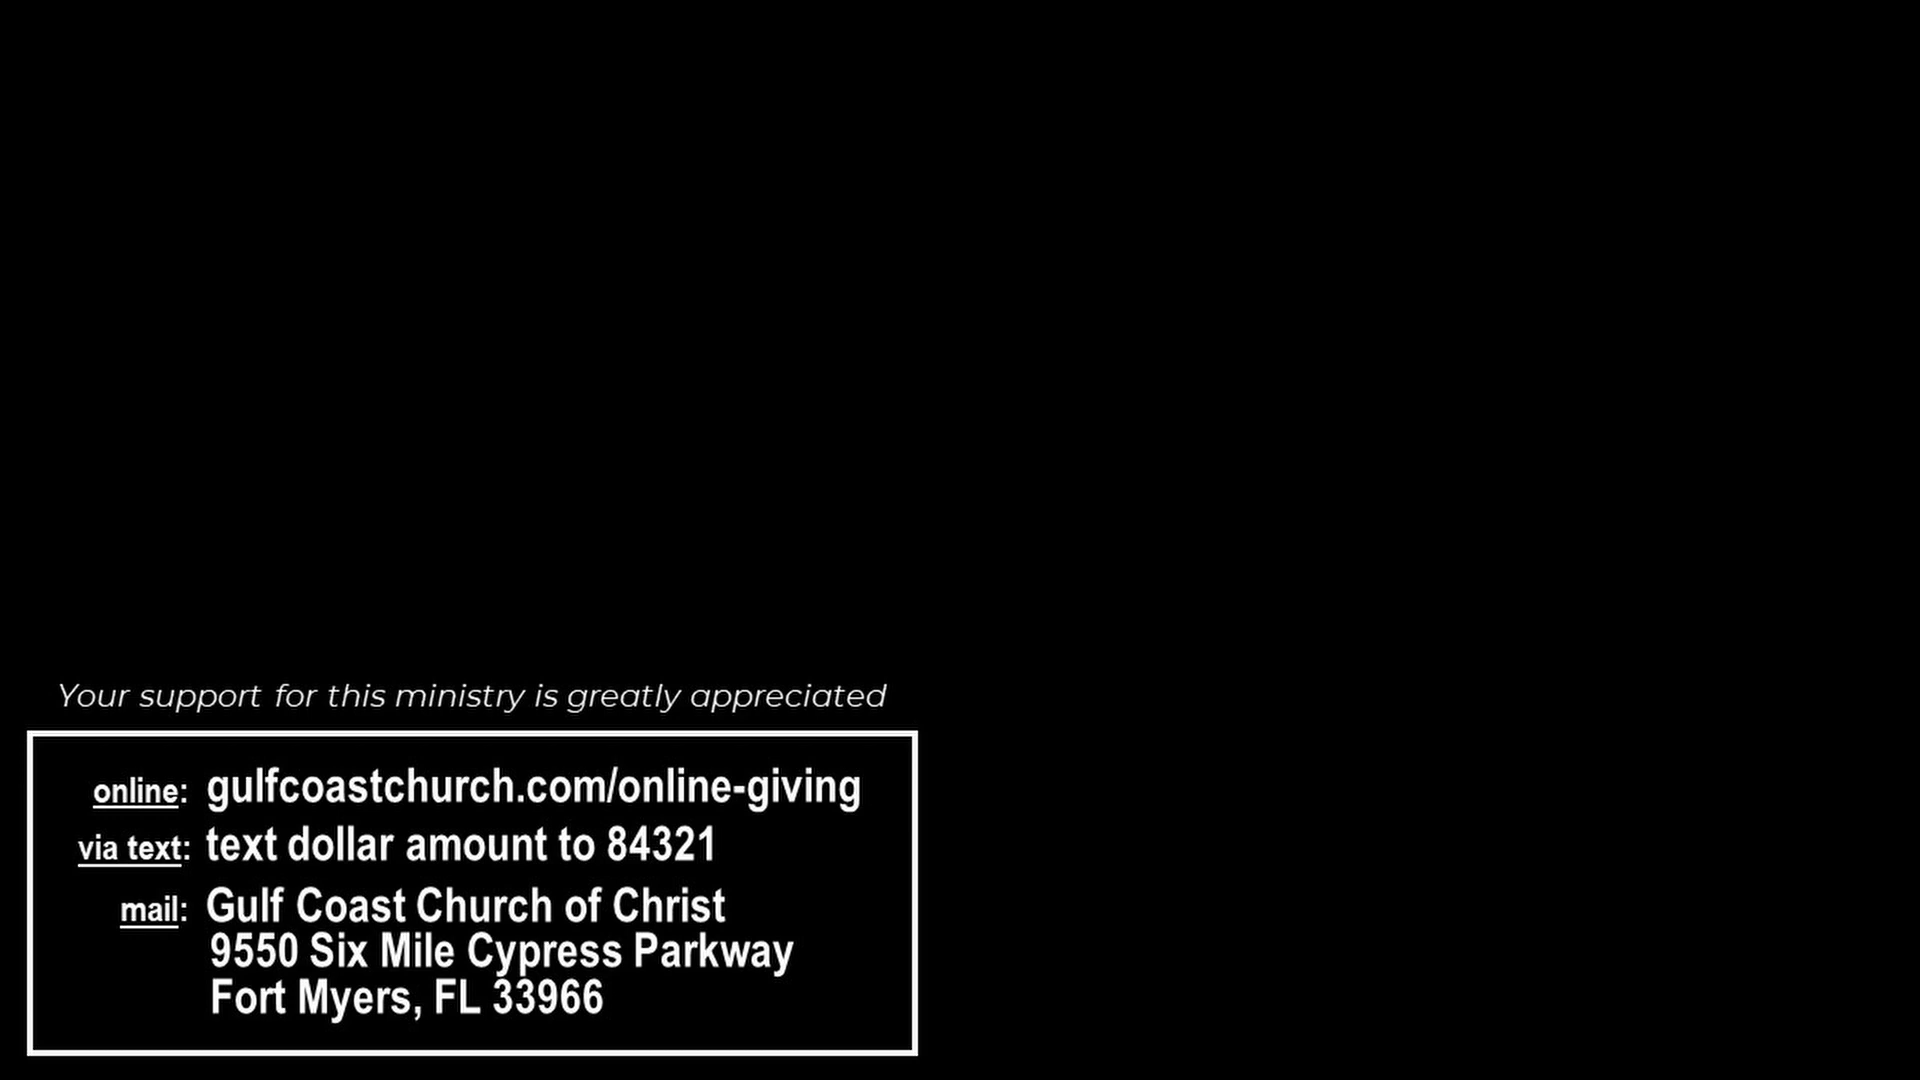 Your support for this ministry is greatly appreciated
online: gulfcoastchurch.com/online-giving
via text: text dollar amount to 84321
mail: Gulf Coast Church of Christ
9550 Six Mile Cypress Parkway
Fort Myers, FL 33966